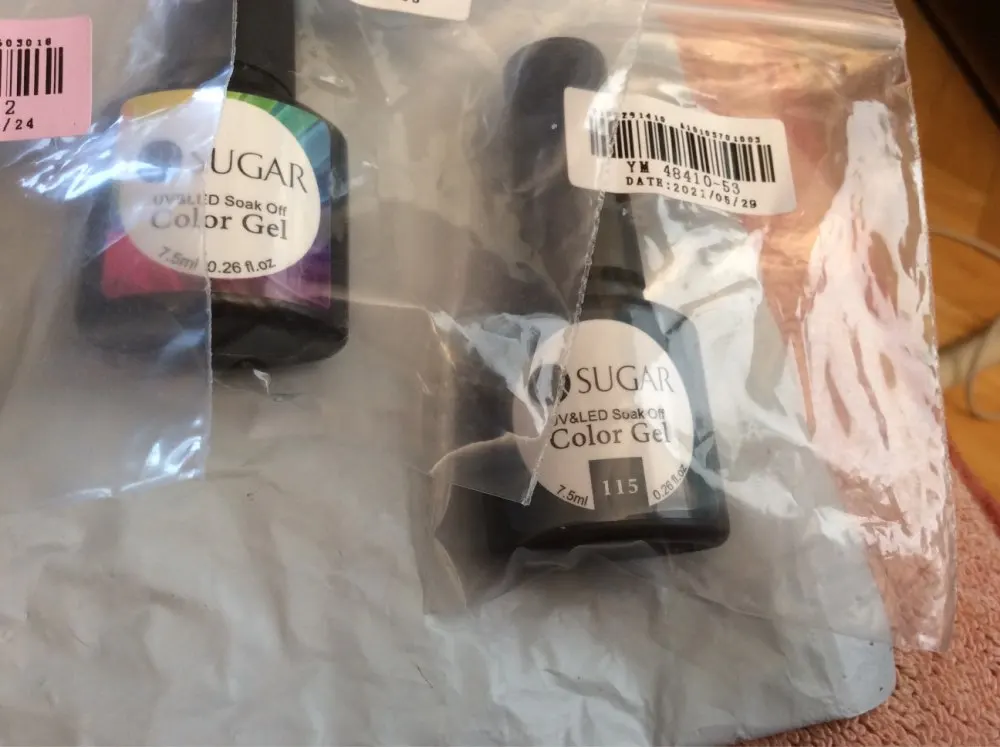 2
/24
SUGAR
UV&LED Soak Off
Color Gel
7.5ml 0.26 fl.oz
YM 48410-53
DATE:2021/06/29
SUGAR
UV&LED Soak Off
Color Gel
7.5ml 115 0.26 fl.oz